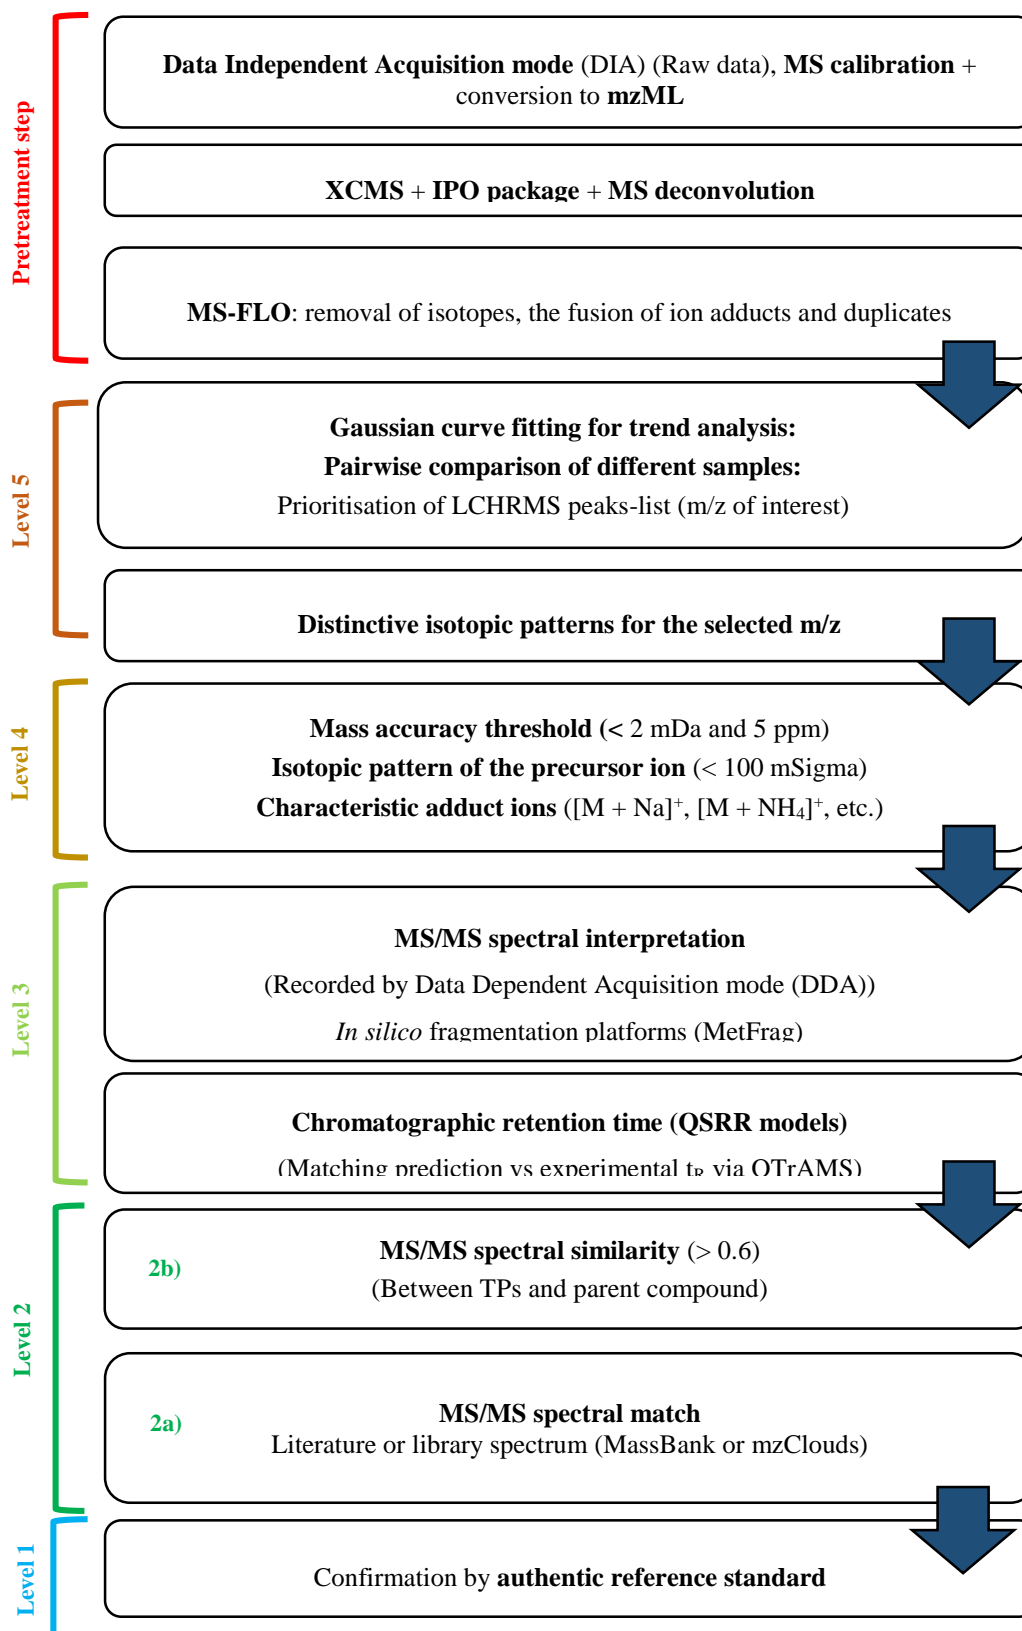 Pretreatment step
Data Independent Acquisition mode (DIA) (Raw data), MS calibration +
conversion to mzML
XCMS + IPO package + MS deconvolution
MS-FLO: removal of isotopes, the fusion of ion adducts and duplicates
Level 5
Gaussian curve fitting for trend analysis:
Pairwise comparison of different samples:
Prioritisation of LCHRMS peaks-list (m/z of interest)
Distinctive isotopic patterns for the selected m/z
Level 4
Mass accuracy threshold (< 2 mDa and 5 ppm)
Isotopic pattern of the precursor ion (< 100 mSigma)
Characteristic adduct ions ([M + Na]⁺, [M + NH₄]⁺, etc.)
Level 3
MS/MS spectral interpretation
(Recorded by Data Dependent Acquisition mode (DDA))
In silico fragmentation platforms (MetFrag)
Chromatographic retention time (QSRR models)
(Matching prediction vs experimental tR via OTrAMS)
Level 2
2b)
MS/MS spectral similarity (> 0.6)
(Between TPs and parent compound)
2a)
MS/MS spectral match
Literature or library spectrum (MassBank or mzClouds)
Level 1
Confirmation by authentic reference standard